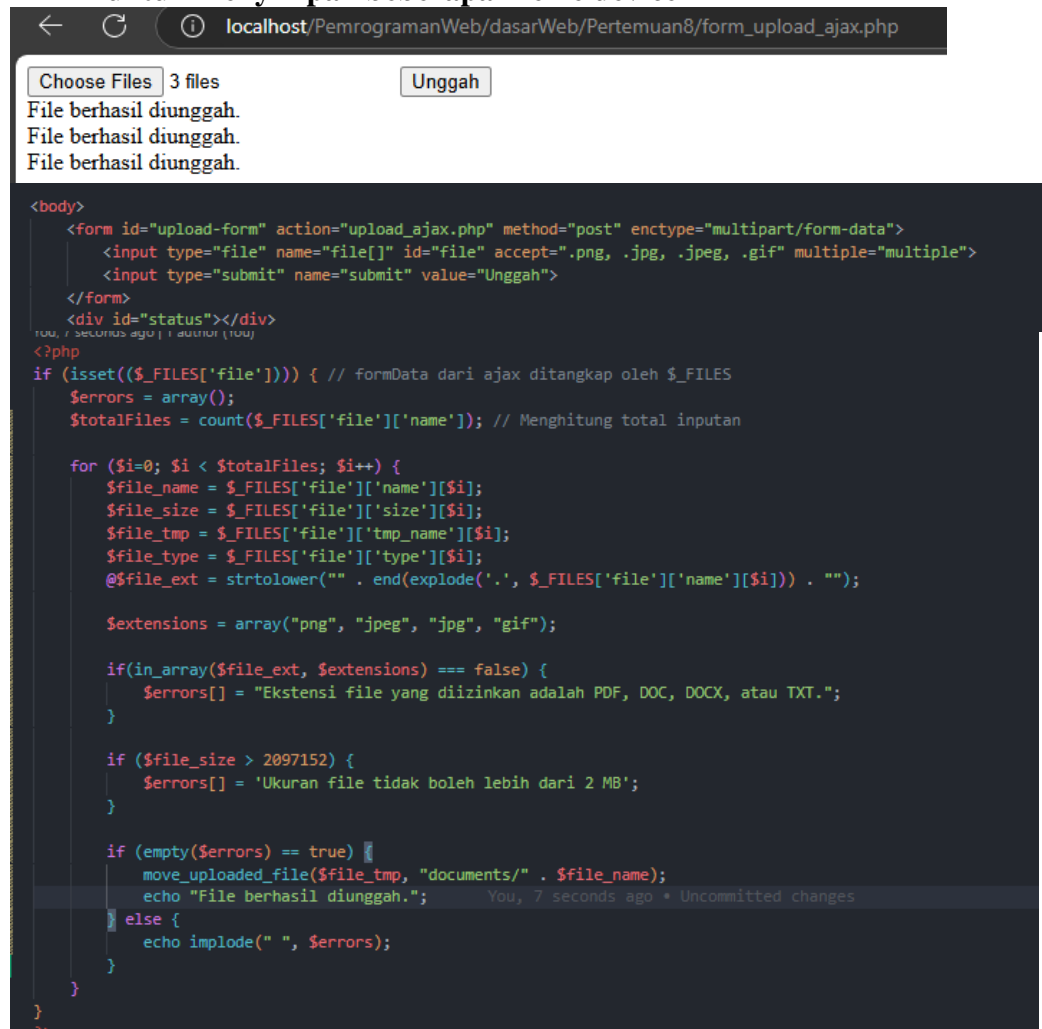 localhost/PemrogramanWeb/dasarWeb/Pertemuan8/form_upload_ajax.php
Choose Files 3 files Unggah
File berhasil diunggah.
File berhasil diunggah.
File berhasil diunggah.
<body>
<form id="upload-form" action="upload_ajax.php" method="post" enctype="multipart/form-data">
<input type="file" name="file[]" id="file" accept=".png, .jpg, .jpeg, .gif" multiple="multiple">
<input type="submit" name="submit" value="Unggah">
</form>
<div id="status"></div>
You, 7 seconds ago | 1 author (You)
<?php
if (isset(($_FILES['file']))) { // formData dari ajax ditangkap oleh $_FILES
$errors = array();
$totalFiles = count($_FILES['file']['name']); // Menghitung total inputan
for ($i=0; $i < $totalFiles; $i++) {
$file_name = $_FILES['file']['name'][$i];
$file_size = $_FILES['file']['size'][$i];
$file_tmp = $_FILES['file']['tmp_name'][$i];
$file_type = $_FILES['file']['type'][$i];
@$file_ext = strtolower("" . end(explode('.', $_FILES['file']['name'][$i])) . "");
$extensions = array("png", "jpeg", "jpg", "gif");
if(in_array($file_ext, $extensions) === false) {
$errors[] = "Ekstensi file yang diizinkan adalah PDF, DOC, DOCX, atau TXT.";
}
if ($file_size > 2097152) {
$errors[] = 'Ukuran file tidak boleh lebih dari 2 MB';
}
if (empty($errors) == true) {
move_uploaded_file($file_tmp, "documents/" . $file_name);
echo "File berhasil diunggah."; You, 7 seconds ago • Uncommitted changes
} else {
echo implode(" ", $errors);
}
}
}